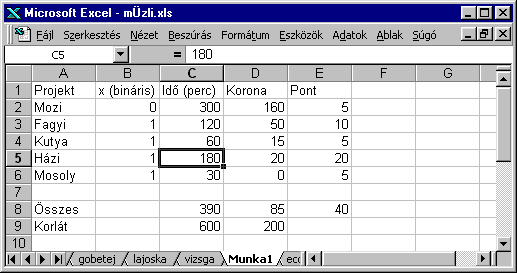 Microsoft Excel - mÜzli.xls
Fájl Szerkesztés Nézet Beszúrás Formátum Eszközök Adatok Ablak Súgó
C5 = 180
A B C D E F G
1 Projekt x (bináris) Idő (perc) Korona Pont
2 Mozi 0 300 160 5
3 Fagyi 1 120 50 10
4 Kutya 1 60 15 5
5 Házi 1 180 20 20
6 Mosoly 1 30 0 5
7
8 Összes 390 85 40
9 Korlát 600 200
10
gobetej lajoska vizsga Munka1